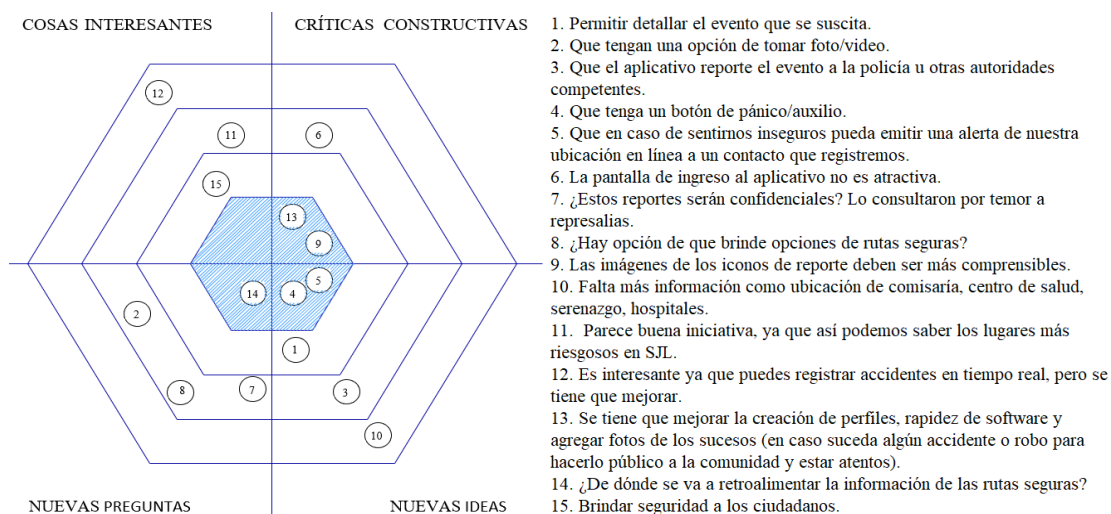 COSAS INTERESANTES
CRÍTICAS CONSTRUCTIVAS
12
11
6
15
13
9
5
14
4
2
1
8
7
3
10
NUEVAS PREGUNTAS
NUEVAS IDEAS
1. Permitir detallar el evento que se suscita.
2. Que tengan una opción de tomar foto/video.
3. Que el aplicativo reporte el evento a la policía u otras autoridades
competentes.
4. Que tenga un botón de pánico/auxilio.
5. Que en caso de sentirnos inseguros pueda emitir una alerta de nuestra
ubicación en línea a un contacto que registremos.
6. La pantalla de ingreso al aplicativo no es atractiva.
7. ¿Estos reportes serán confidenciales? Lo consultaron por temor a
represalias.
8. ¿Hay opción de que brinde opciones de rutas seguras?
9. Las imágenes de los iconos de reporte deben ser más comprensibles.
10. Falta más información como ubicación de comisaría, centro de salud,
serenazgo, hospitales.
11. Parece buena iniciativa, ya que así podemos saber los lugares más
riesgosos en SJL.
12. Es interesante ya que puedes registrar accidentes en tiempo real, pero se
tiene que mejorar.
13. Se tiene que mejorar la creación de perfiles, rapidez de software y
agregar fotos de los sucesos (en caso suceda algún accidente o robo para
hacerlo público a la comunidad y estar atentos).
14. ¿De dónde se va a retroalimentar la información de las rutas seguras?
15. Brindar seguridad a los ciudadanos.